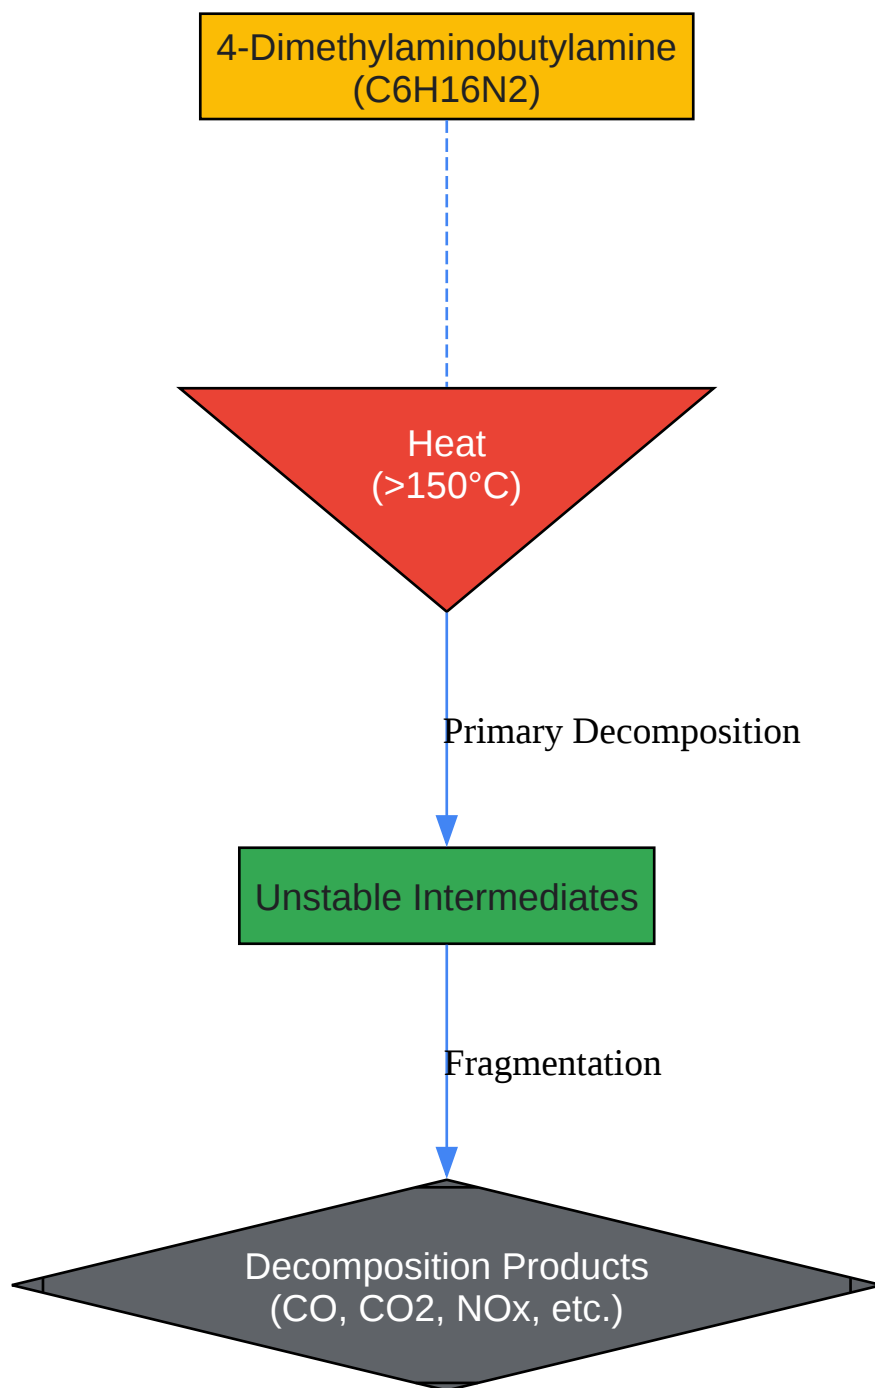 4-Dimethylaminobutylamine
(C6H16N2)
Heat
(>150°C)
Primary Decomposition
Unstable Intermediates
Fragmentation
Decomposition Products
(CO, CO2, NOx, etc.)